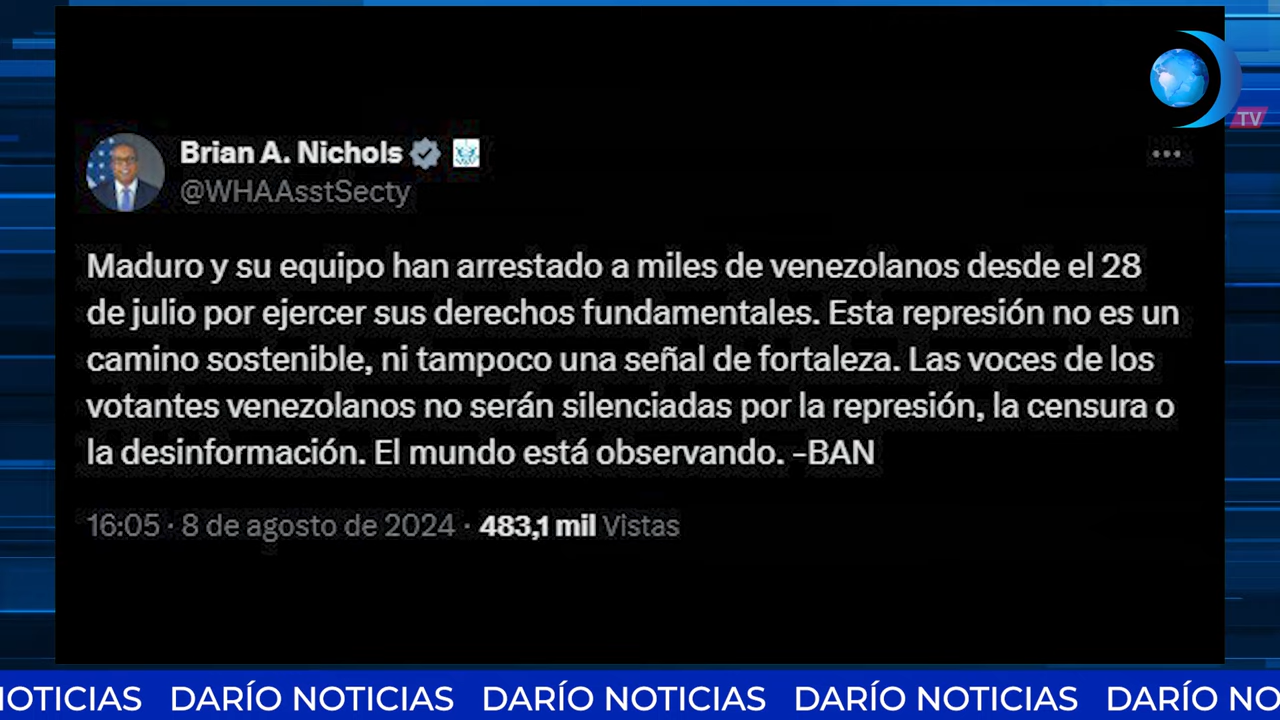 TV
Brian A. Nichols
@WHAAsstSecty
Maduro y su equipo han arrestado a miles de venezolanos desde el 28
de julio por ejercer sus derechos fundamentales. Esta represión no es un
camino sostenible, ni tampoco una señal de fortaleza. Las voces de los
votantes venezolanos no serán silenciadas por la represión, la censura o
la desinformación. El mundo está observando. -BAN
16:05 · 8 de agosto de 2024 · 483,1 mil Vistas
NOTICIAS DARÍO NOTICIAS DARÍO NOTICIAS DARÍO NOTICIAS DARÍO NO